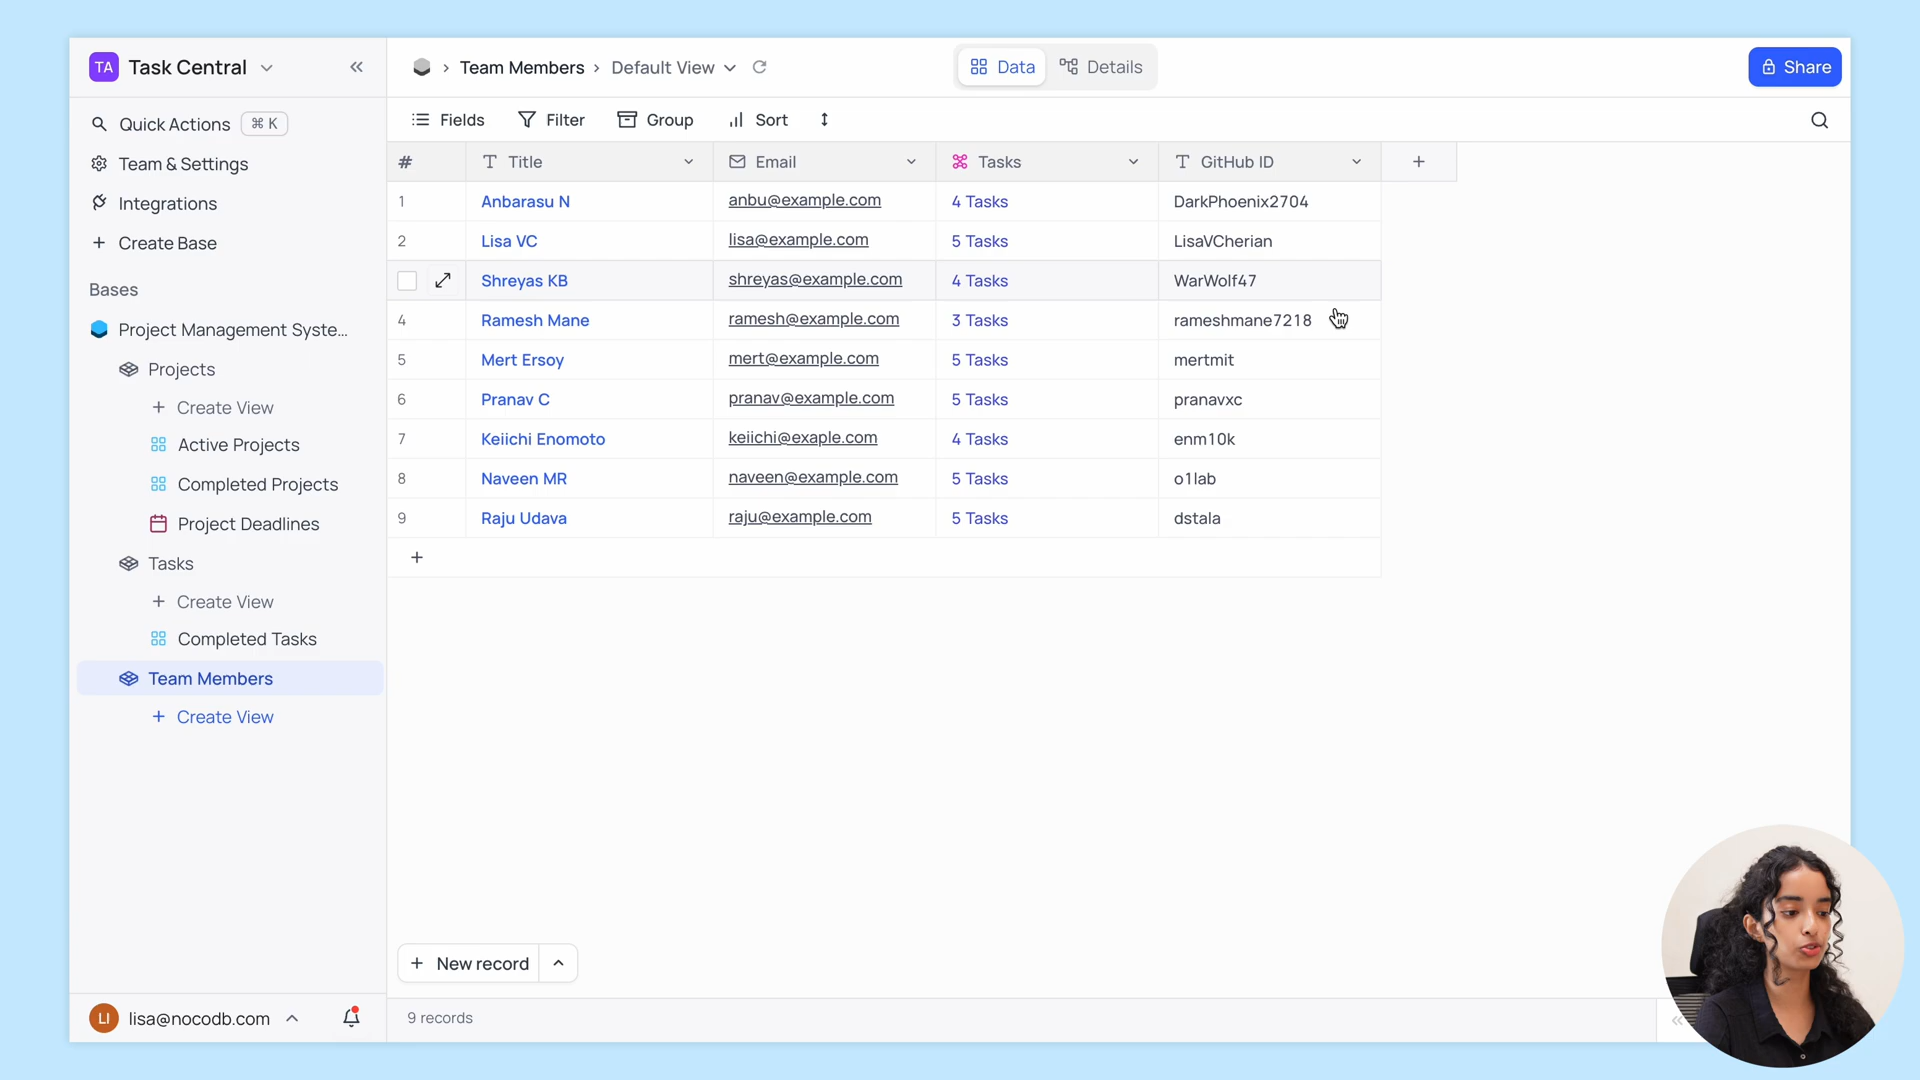 TA Task Central
Team Members Default View
Data Details
Share
Quick Actions ⌘ K
Team & Settings
Integrations
Create Base
Bases
Project Management Syste...
Projects
Create View
Active Projects
Completed Projects
Project Deadlines
Tasks
Create View
Completed Tasks
Team Members
Create View
LI lisa@nocodb.com
Fields Filter Group Sort
# Title Email Tasks GitHub ID
1 Anbarasu N anbu@example.com 4 Tasks DarkPhoenix2704
2 Lisa VC lisa@example.com 5 Tasks LisaVCherian
Shreyas KB shreyas@example.com 4 Tasks WarWolf47
4 Ramesh Mane ramesh@example.com 3 Tasks rameshmane7218
5 Mert Ersoy mert@example.com 5 Tasks mertmit
6 Pranav C pranav@example.com 5 Tasks pranavxc
7 Keiichi Enomoto keiichi@exaple.com 4 Tasks enm10k
8 Naveen MR naveen@example.com 5 Tasks o1lab
9 Raju Udava raju@example.com 5 Tasks dstala
New record
9 records